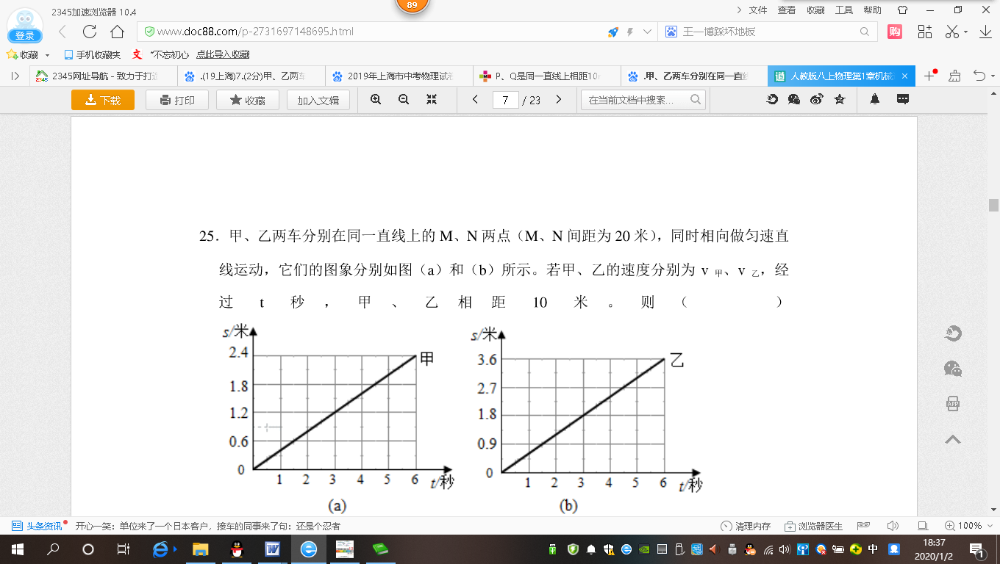 89
2345加速浏览器 10.4
文件 查看 收藏 工具 帮助
登录
www.doc88.com/p-2731697148695.html
王一博踩坏地板
购
收藏
手机收藏夹
文
"不忘初心
点此导入收藏
2345网址导航 - 致力于打造
.(19上海)7.(2分)甲、乙两车
2019年上海市中考物理试
P、Q是同一直线上相距10
.甲、乙两车分别在同一直线
人教版八上物理第1章机械
下载
打印
收藏
加入文辑
7 / 23
在当前文档中搜索...
25. 甲、乙两车分别在同一直线上的 M、N 两点（M、N 间距为 20 米），同时相向做匀速直
线运动，它们的图象分别如图（a）和（b）所示。若甲、乙的速度分别为 v 甲、v 乙，经
过 t 秒，甲、乙相距 10 米。则（ ）
s/米
2.4
1.8
1.2
0.6
0
1 2 3 4 5 6
t/秒
甲
(a)
s/米
3.6
2.7
1.8
0.9
0
1 2 3 4 5 6
t/秒
乙
(b)
APP
头条资讯
开心一笑：单位来了一个日本客户，接车的同事来了句：还是个忍者
清理内存
浏览器医生
100%
中
18:37
2020/1/2
1